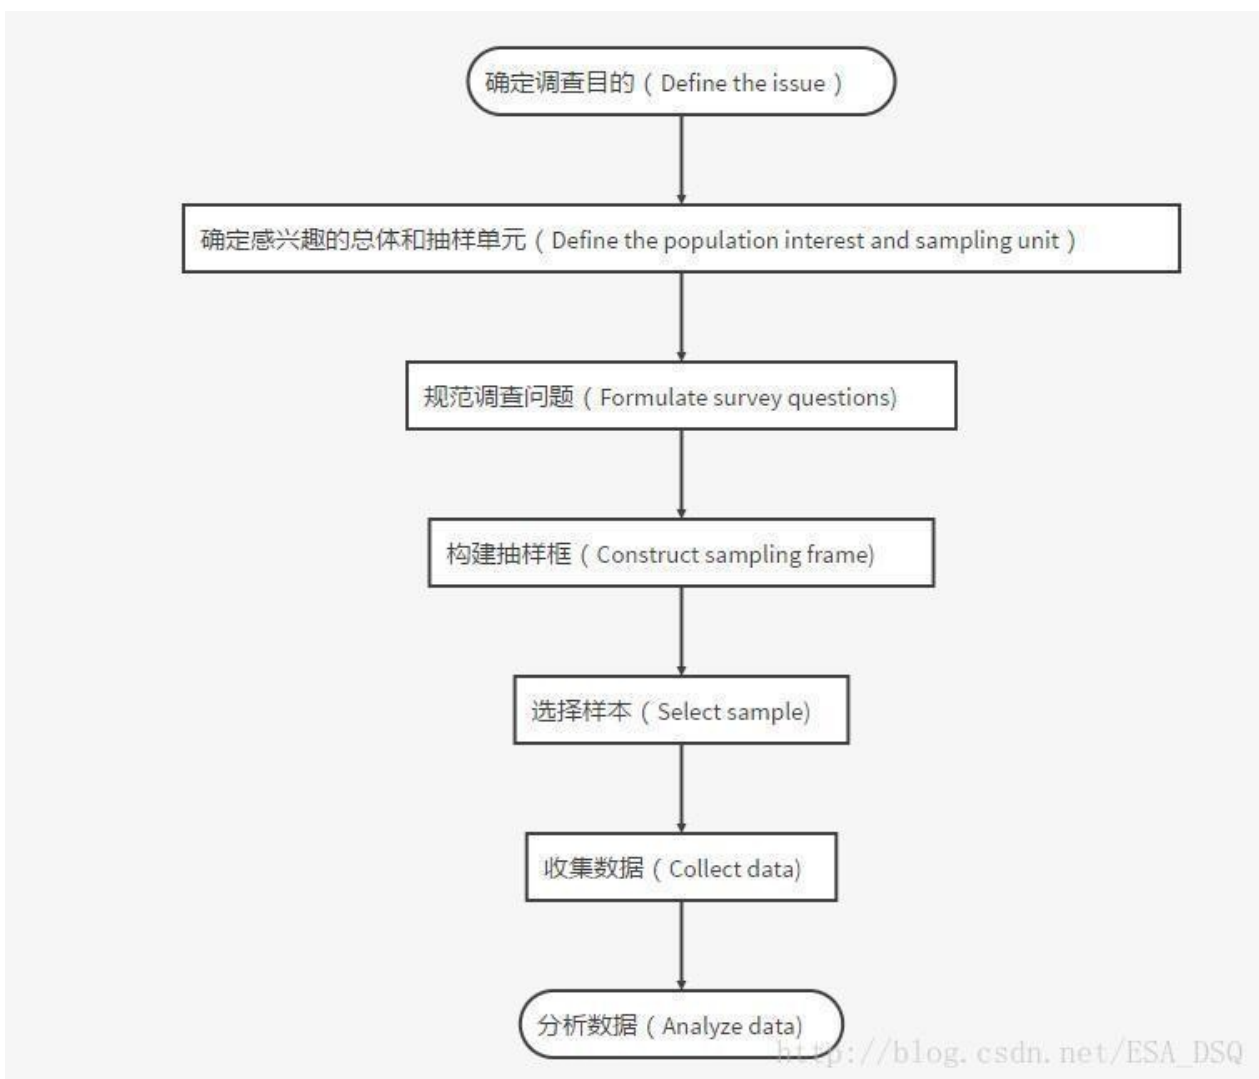 确定调查目的（Define the issue）
确定感兴趣的总体和抽样单元（Define the population interest and sampling unit）
规范调查问题（Formulate survey questions)
构建抽样框（Construct sampling frame)
选择样本（Select sample)
收集数据（Collect data)
分析数据（Analyze data)
http://blog.csdn.net/ESA_DSQ